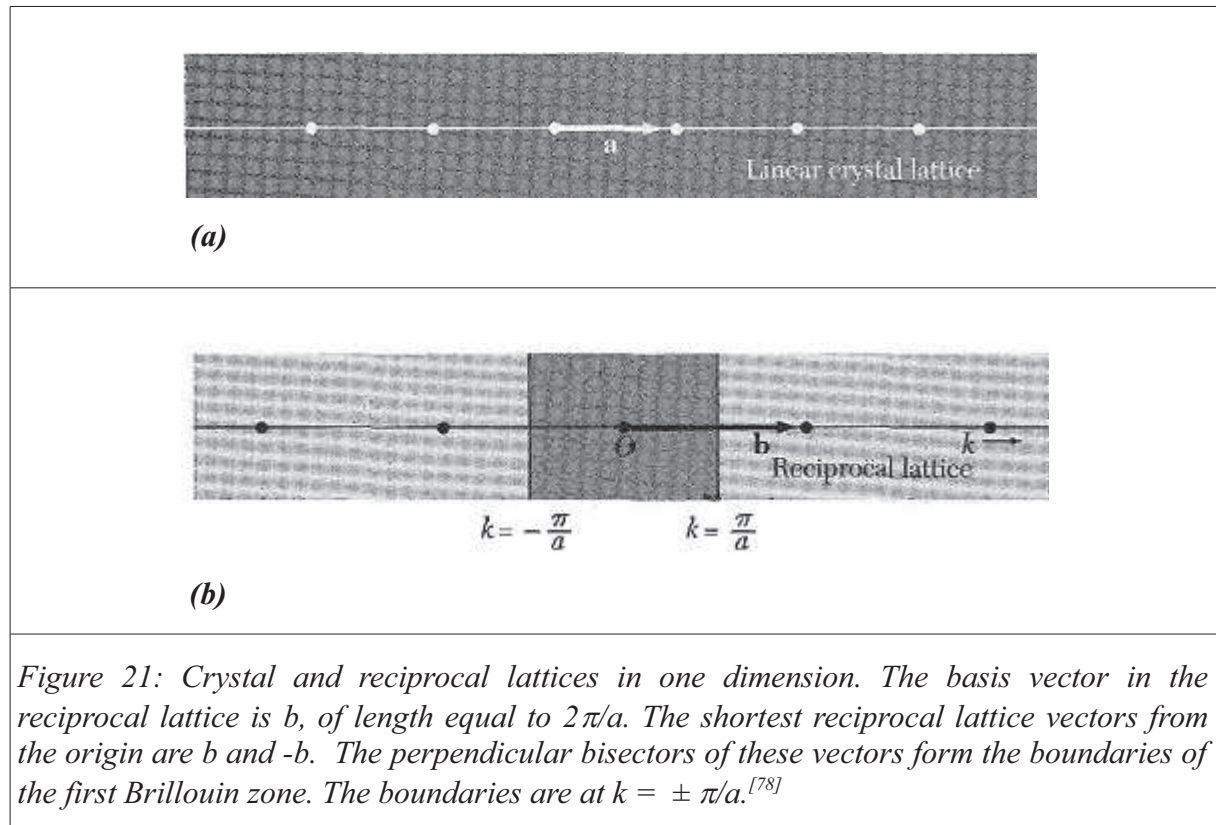 a
Linear crystal lattice
(a)
O
b
k
Reciprocal lattice
k = - π/a
k = π/a
(b)
Figure 21: Crystal and reciprocal lattices in one dimension. The basis vector in the
reciprocal lattice is b, of length equal to 2π/a. The shortest reciprocal lattice vectors from
the origin are b and -b. The perpendicular bisectors of these vectors form the boundaries of
the first Brillouin zone. The boundaries are at k = ± π/a.[78]